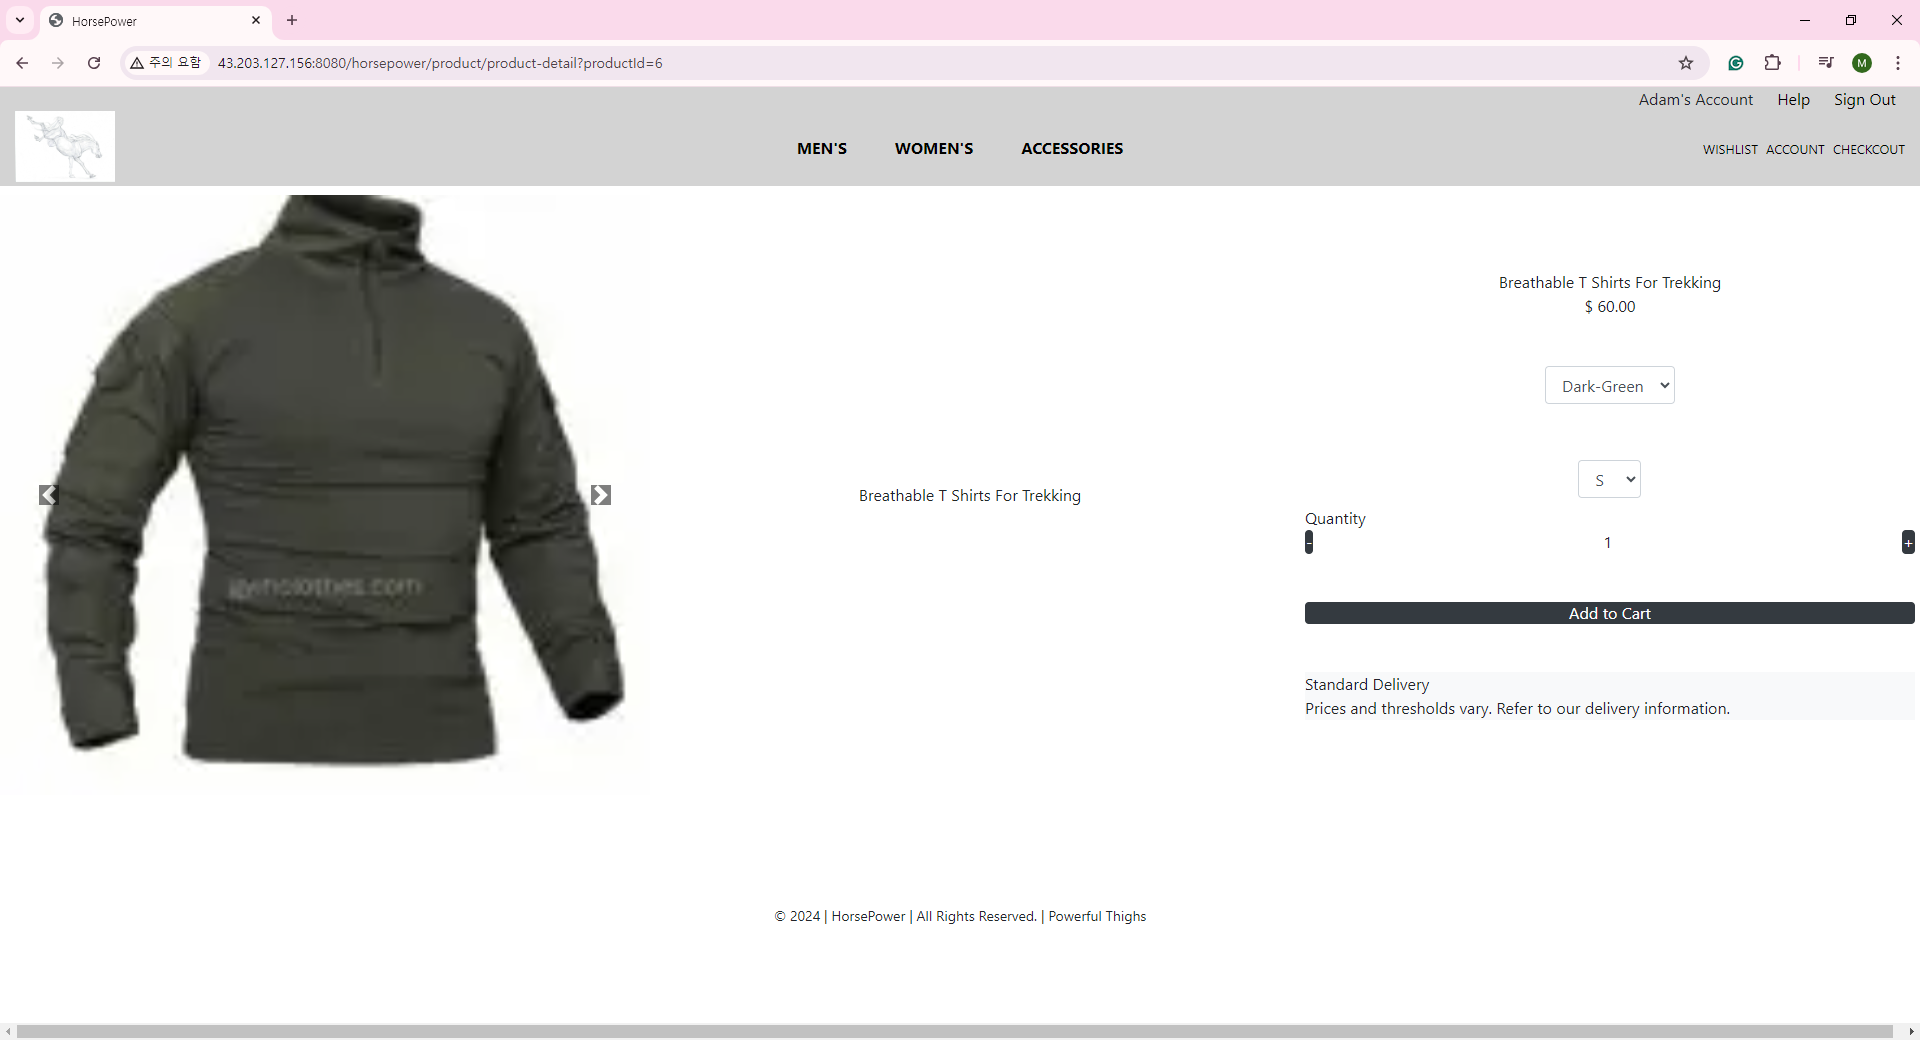 HorsePower
주의 요함
43.203.127.156:8080/horsepower/product/product-detail?productId=6
M
Adam's Account Help Sign Out
MEN'S WOMEN'S ACCESSORIES
WISHLIST ACCOUNT CHECKCOUT
Breathable T Shirts For Trekking
$ 60.00
Dark-Green
S
Breathable T Shirts For Trekking
Quantity
- 1 +
Add to Cart
Standard Delivery
Prices and thresholds vary. Refer to our delivery information.
© 2024 | HorsePower | All Rights Reserved. | Powerful Thighs